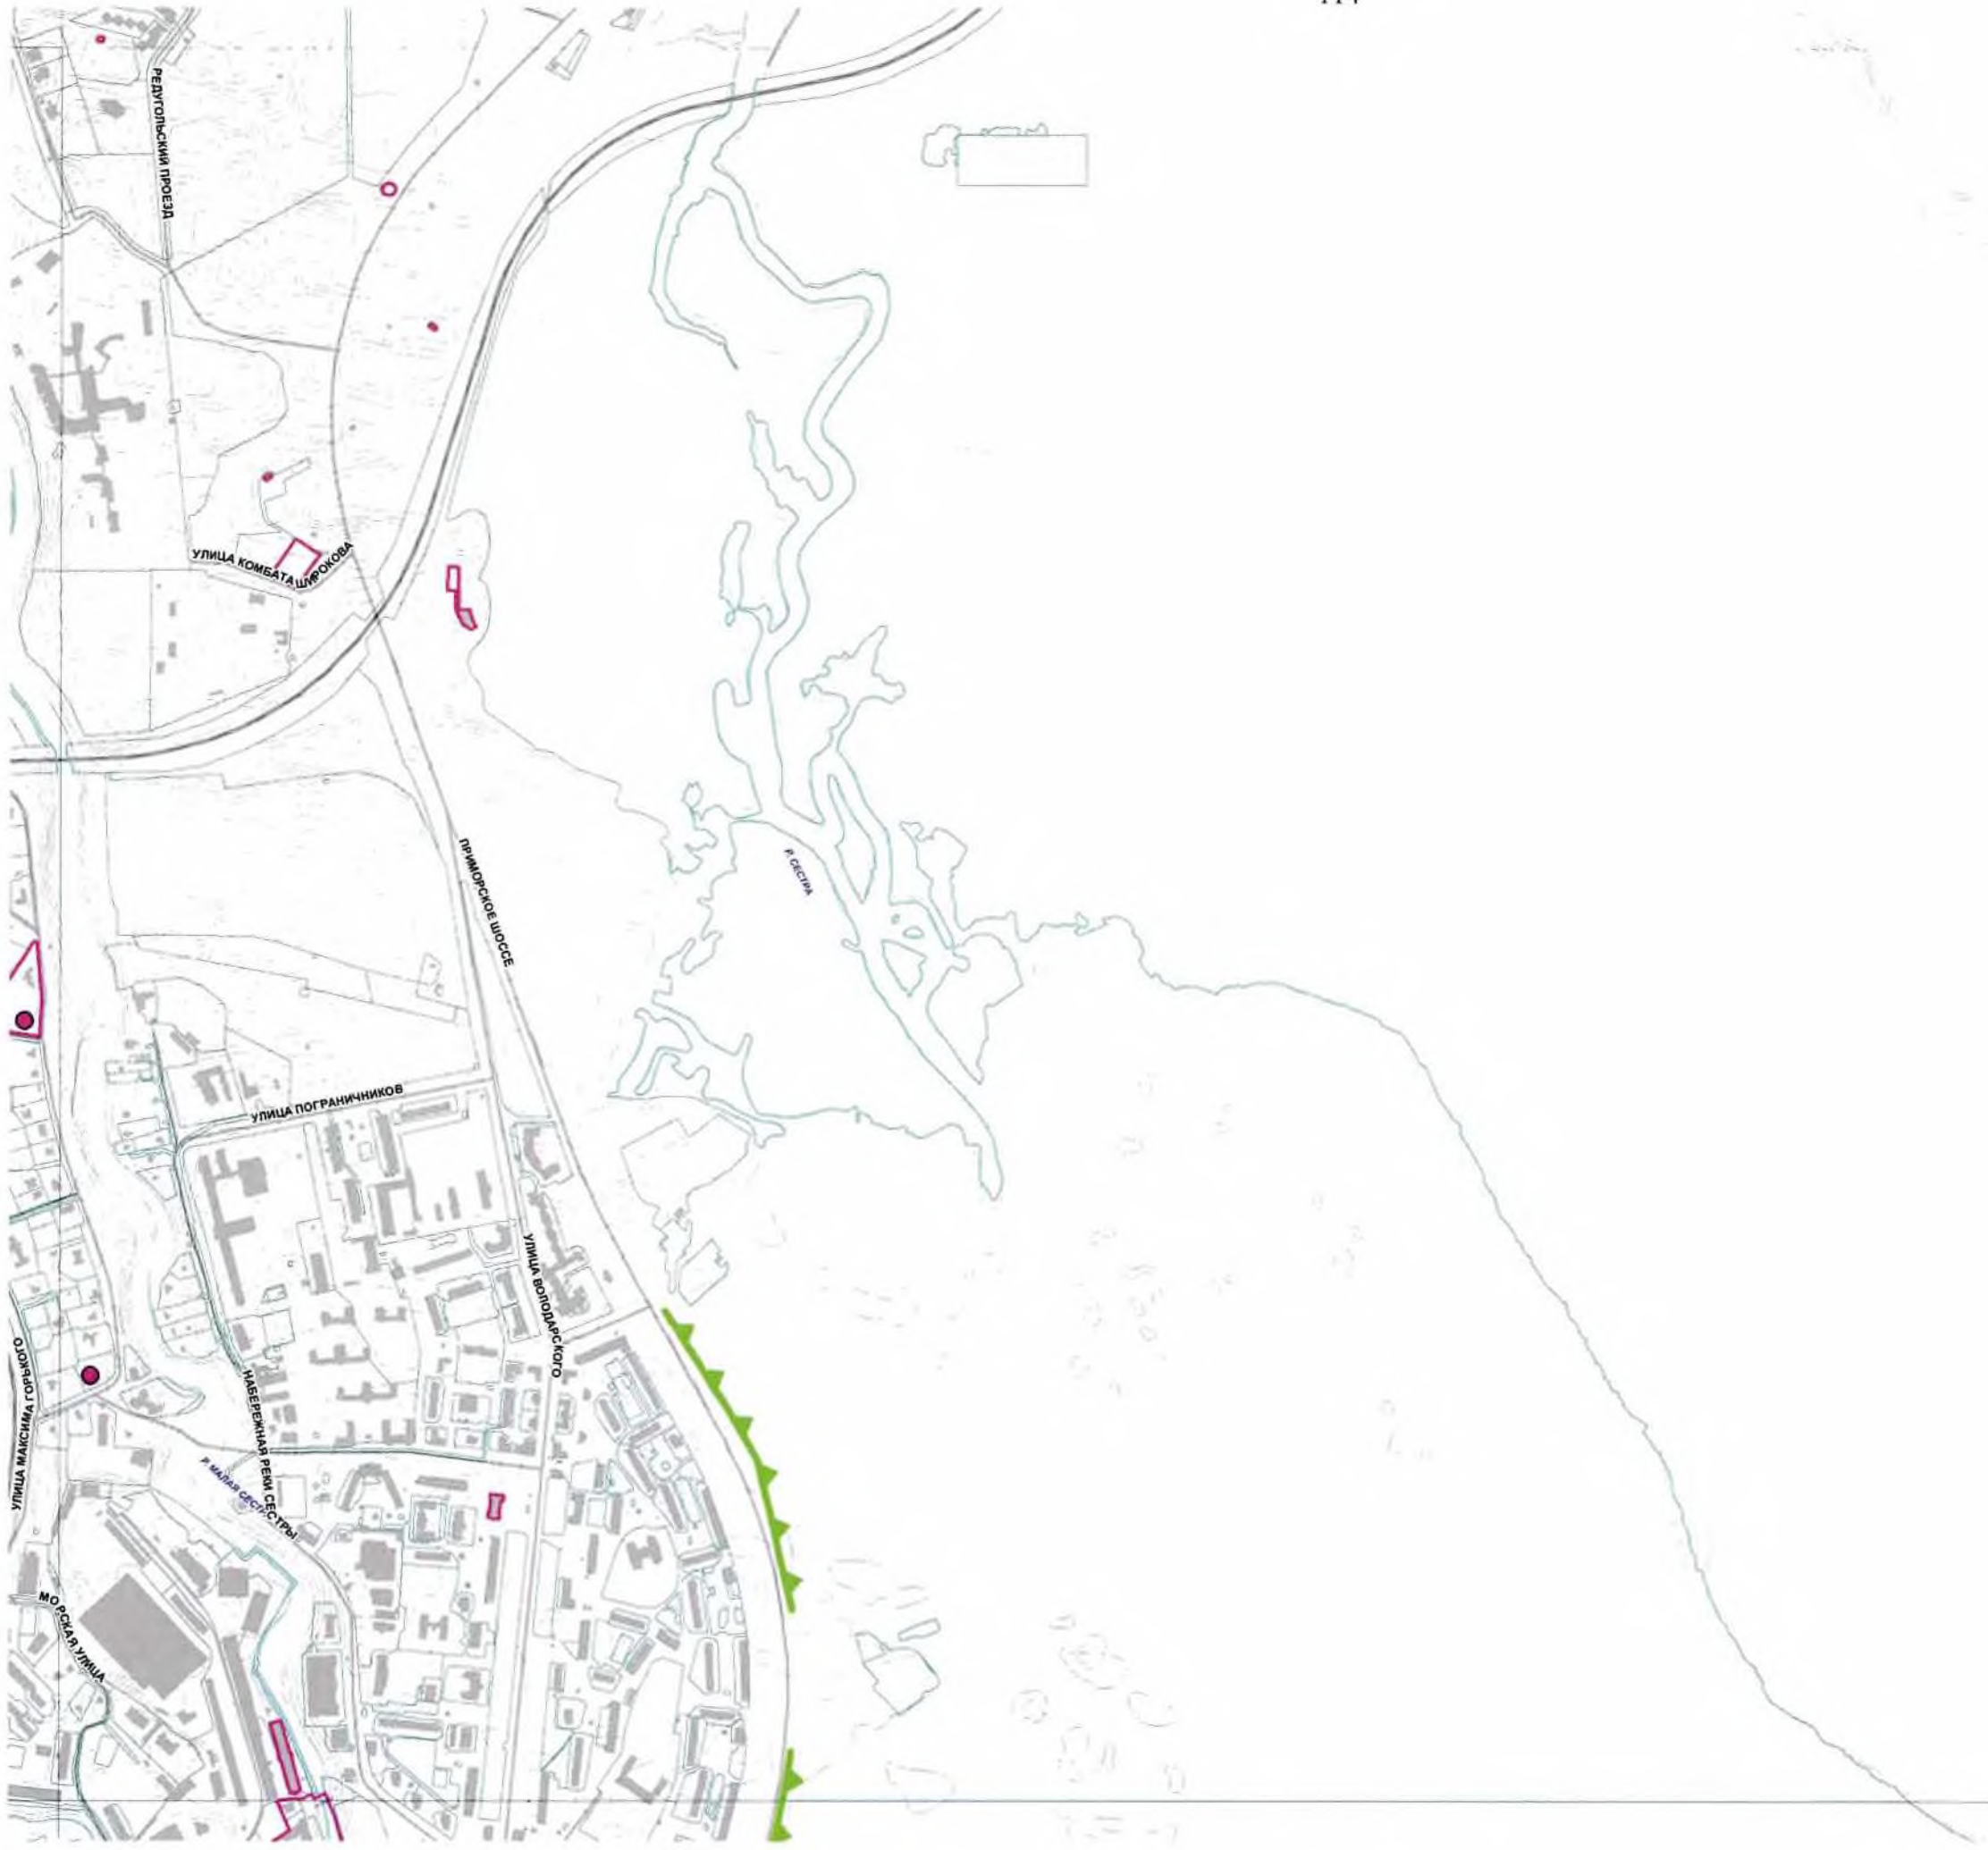 РЕДУГОЛЬСКИЙ ПРОЕЗД
УЛИЦА КОМБАТА ШИРОКОВА
ПРИМОРСКОЕ ШОССЕ
Р. СЕСТРА
УЛИЦА ПОГРАНИЧНИКОВ
УЛИЦА ВОЛОДАРСКОГО
УЛИЦА МАКСИМА ГОРЬКОГО
НАБЕРЕЖНАЯ РЕКИ СЕСТРЫ
Р. МАЛАЯ СЕСТРА
МОРСКАЯ УЛИЦА